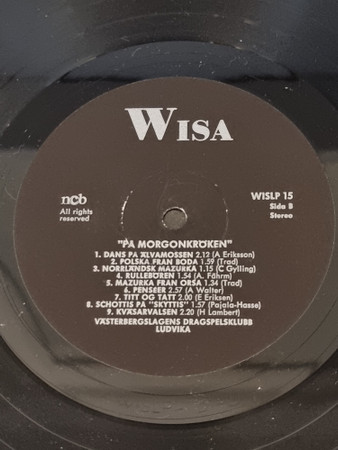 WISA
ncb
All rights
reserved
WISLP 15
Side B
Stereo
"PÅ MORGONKRÖKEN"
1. DANS PÅ ÄLVAMOSSEN 2.12 (A Eriksson)
2. POLSKA FRÅN BODA 1.59 (Trad)
3. NORRLÄNDSK MAZURKA 1.15 (C Gylling)
4. RULLEBÖREN 1.54 (A. Fåhrm)
5. MAZURKA FRÅN ORSA 1.34 (Trad)
6. PENSEER 2.57 (A Walter)
7. TITT OG TATT 2.00 (E Eriksen)
8. SCHOTTIS PÅ "SKYTTIS" 1.57 (Pajala-Hasse)
9. KVÄSARVALSEN 2.20 (H Lambert)
VÄSTERBERGSLAGENS DRAGSPELSKLUBB
LUDVIKA